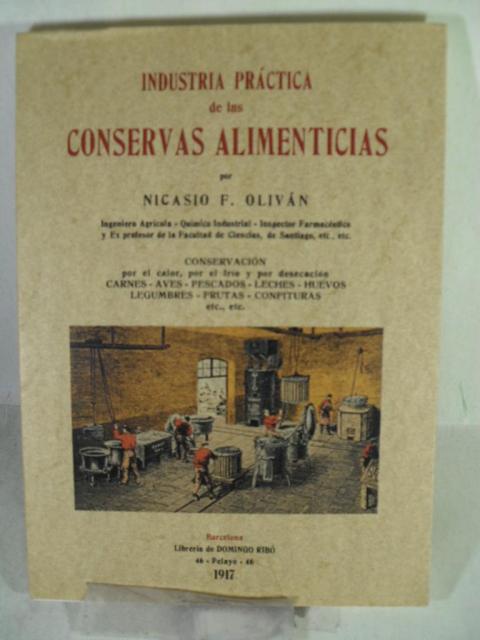 INDUSTRIA PRÁCTICA
de las
CONSERVAS ALIMENTICIAS
por
NICASIO F. OLIVÁN
Ingeniero Agrícola - Químico Industrial - Inspector Farmacéutico
y Ex profesor de la Facultad de Ciencias, de Santiago, etc., etc.
CONSERVACIÓN
por el calor, por el frío y por desecación
CARNES - AVES - PESCADOS - LECHES - HUEVOS
LEGUMBRES - FRUTAS - CONFITURAS
etc., etc.
Barcelona
Librería de DOMINGO RIBÓ
46 - Pelayo - 46
1917